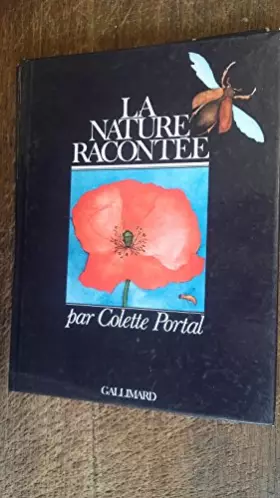 LA
NATURE
RACONTÉE
par Colette Portal
GALLIMARD